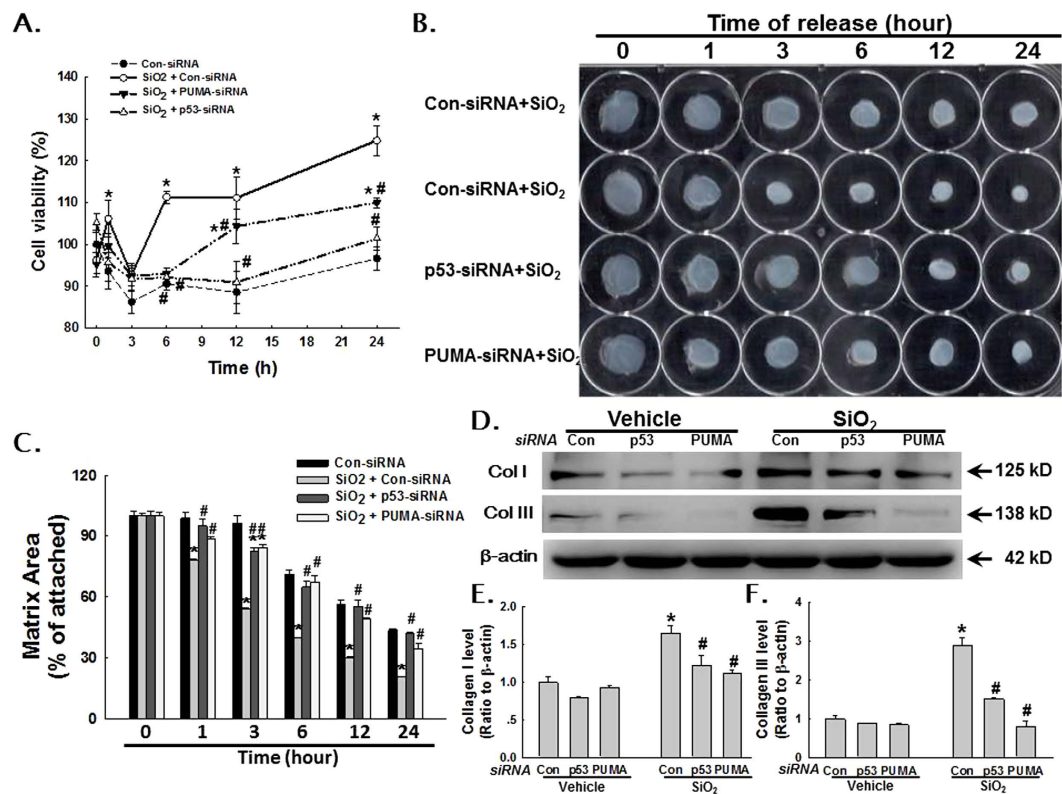 A.
Con-siRNA
SiO2 + Con-siRNA
SiO₂ + PUMA-siRNA
SiO₂ + p53-siRNA
140
130
120
110
100
90
80
Cell viability (%)
* * * * * # * # # # # #
0 3 6 9 12 15 18 21 24
Time (h)
B.
Time of release (hour)
0 1 3 6 12 24
Con-siRNA+SiO₂
Con-siRNA+SiO₂
p53-siRNA+SiO₂
PUMA-siRNA+SiO₂
C.
Con-siRNA
SiO2 + Con-siRNA
SiO₂ + p53-siRNA
SiO₂ + PUMA-siRNA
120
90
60
30
0
Matrix Area
(% of attached)
* # # * ## ** * # # * # # * # #
0 1 3 6 12 24
Time (hour)
D.
Vehicle SiO₂
siRNA Con p53 PUMA Con p53 PUMA
Col I 125 kD
Col III 138 kD
β-actin 42 kD
E.
2.0
1.5
1.0
.5
0.0
Collagen I level
(Ratio to β-actin)
* # #
siRNA Con p53 PUMA Con p53 PUMA
Vehicle SiO₂
F.
4
3
2
1
0
Collagen III level
(Ratio to β-actin)
* # #
siRNA Con p53 PUMA Con p53 PUMA
Vehicle SiO₂